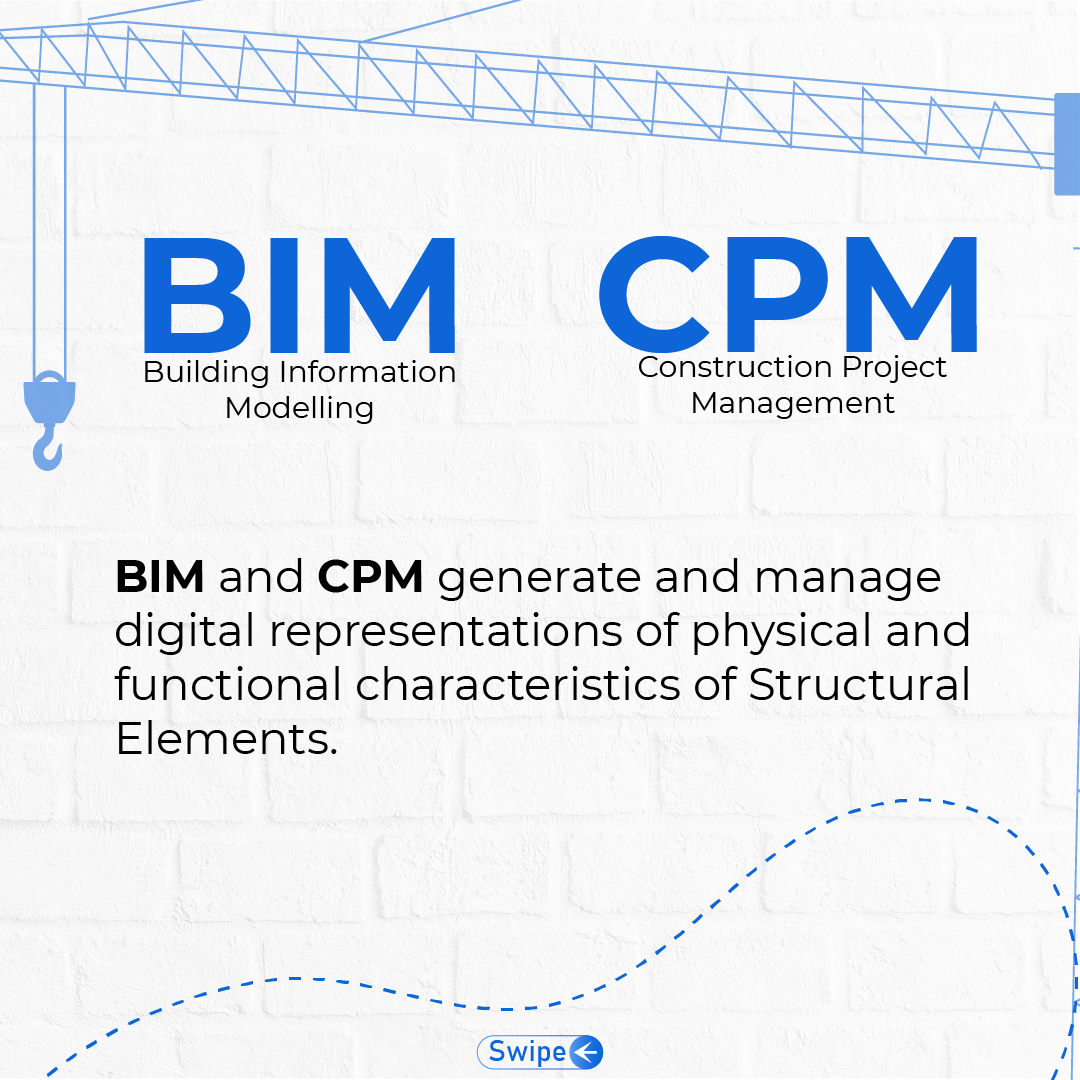 BIM
Building Information
Modelling
CPM
Construction Project
Management
BIM and CPM generate and manage
digital representations of physical and
functional characteristics of Structural
Elements.
Swipe